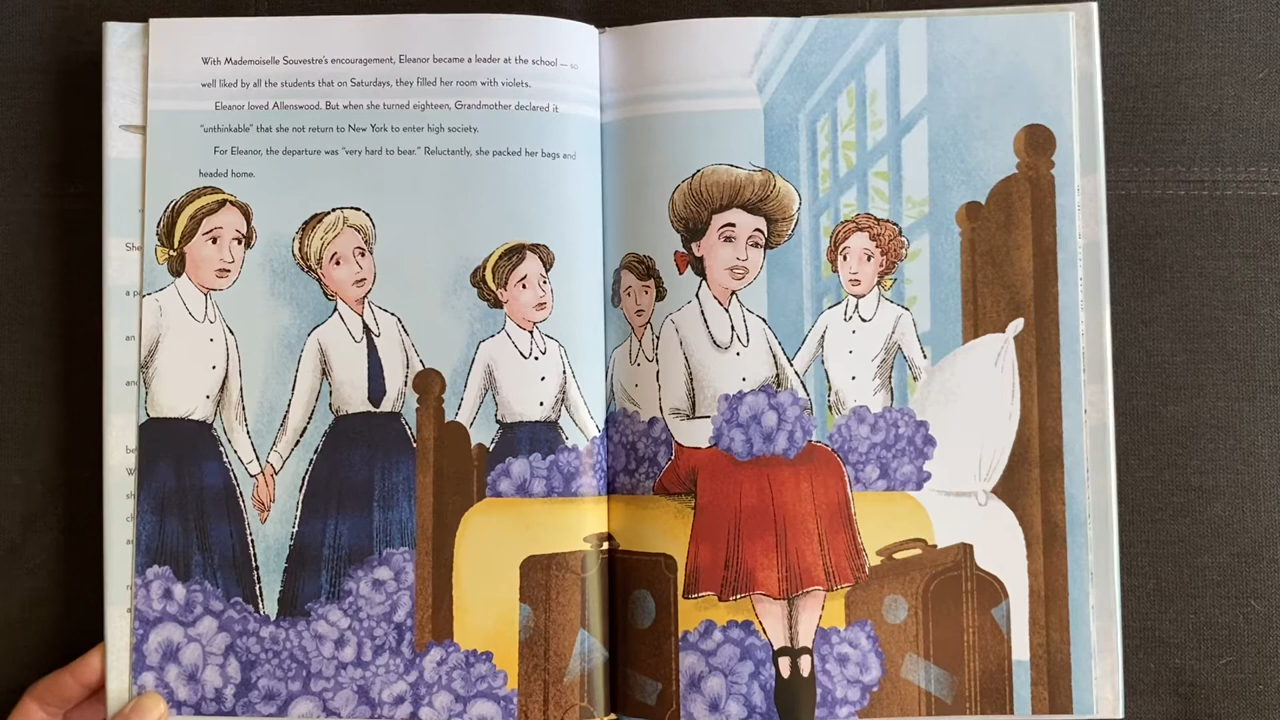 With Mademoiselle Souvestre's encouragement, Eleanor became a leader at the school — so
well liked by all the students that on Saturdays, they filled her room with violets.
Eleanor loved Allenswood. But when she turned eighteen, Grandmother declared it
"unthinkable" that she not return to New York to enter high society.
For Eleanor, the departure was "very hard to bear." Reluctantly, she packed her bags and
headed home.
She
a
an